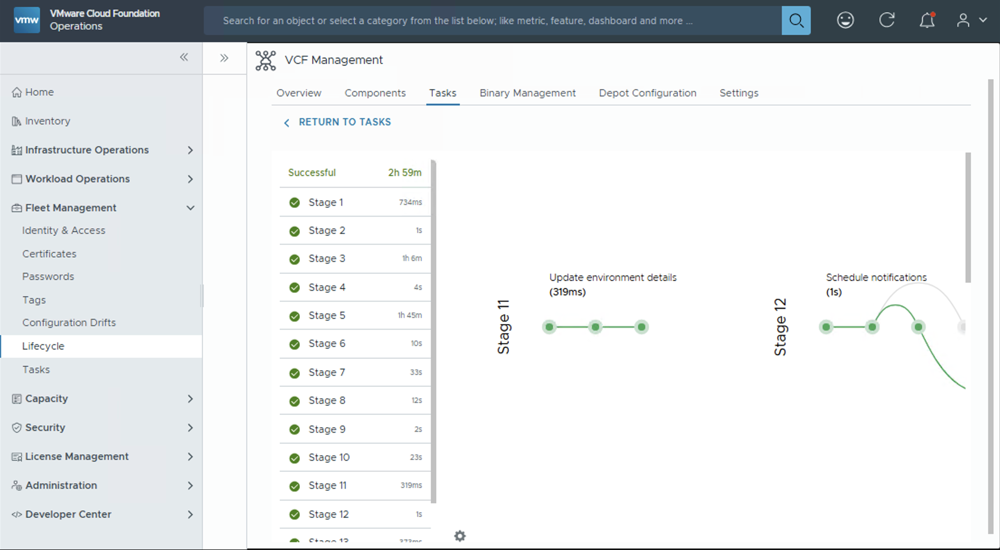 vmw
VMware Cloud Foundation
Operations
Search for an object or select a category from the list below; like metric, feature, dashboard and more ...
Home
Inventory
Infrastructure Operations
Workload Operations
Fleet Management
Identity & Access
Certificates
Passwords
Tags
Configuration Drifts
Lifecycle
Tasks
Capacity
Security
License Management
Administration
Developer Center
VCF Management
Overview Components Tasks Binary Management Depot Configuration Settings
RETURN TO TASKS
Successful 2h 59m
Stage 1 734ms
Stage 2 1s
Stage 3 1h 6m
Stage 4 4s
Stage 5 1h 45m
Stage 6 10s
Stage 7 33s
Stage 8 12s
Stage 9 2s
Stage 10 23s
Stage 11 319ms
Stage 12 1s
Stage 13 373ms
Stage 11
Update environment details
(319ms)
Stage 12
Schedule notifications
(1s)